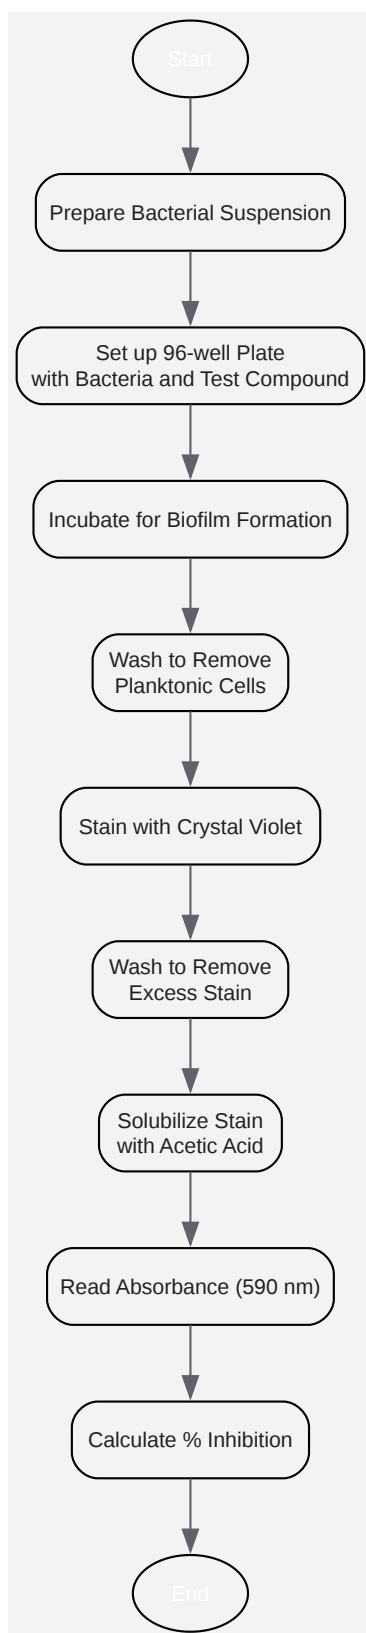 Start
Prepare Bacterial Suspension
Set up 96-well Plate
with Bacteria and Test Compound
Incubate for Biofilm Formation
Wash to Remove
Planktonic Cells
Stain with Crystal Violet
Wash to Remove
Excess Stain
Solubilize Stain
with Acetic Acid
Read Absorbance (590 nm)
Calculate % Inhibition
End